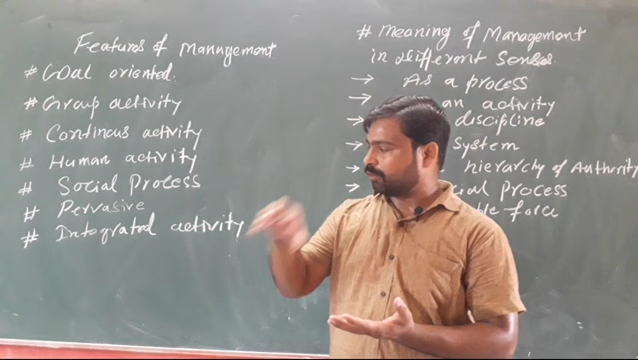 Features of Management
# Goal oriented.
# Group activity
# Continous activity
# Human activity
# Social Process
# Pervasive
# Integrated activity
# Meaning of Management
in different senses
→ As a process
→ an activity
→ discipline
→ System
→ hierarchy of Authority
→ process
force